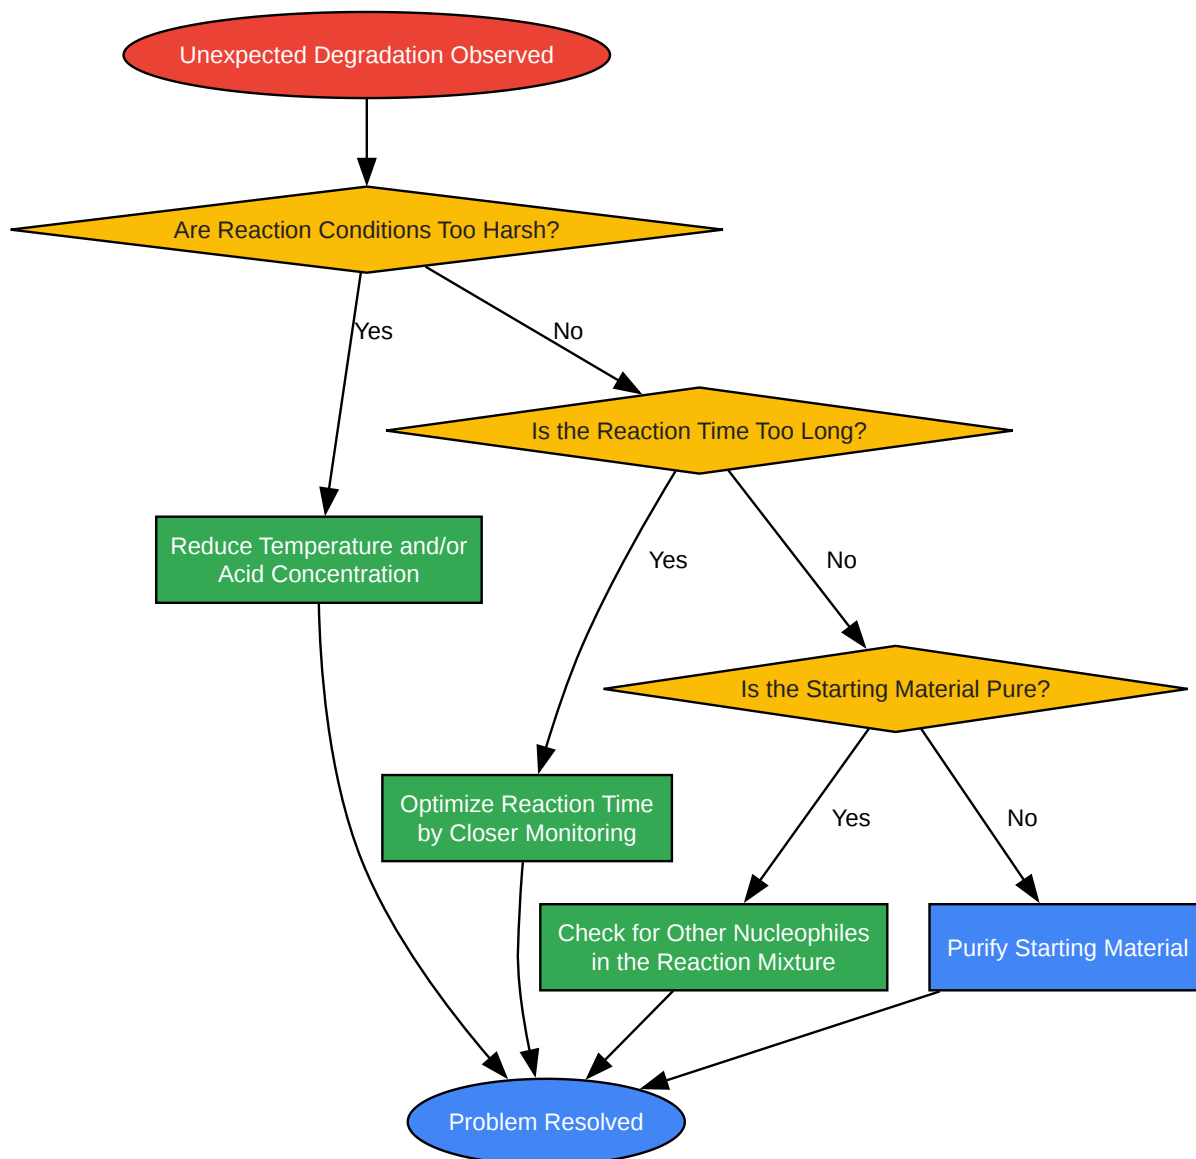 Unexpected Degradation Observed
Are Reaction Conditions Too Harsh?
Yes
No
Is the Reaction Time Too Long?
Reduce Temperature and/or
Acid Concentration
Yes
No
Is the Starting Material Pure?
Optimize Reaction Time
by Closer Monitoring
Yes
No
Check for Other Nucleophiles
in the Reaction Mixture
Purify Starting Material
Problem Resolved